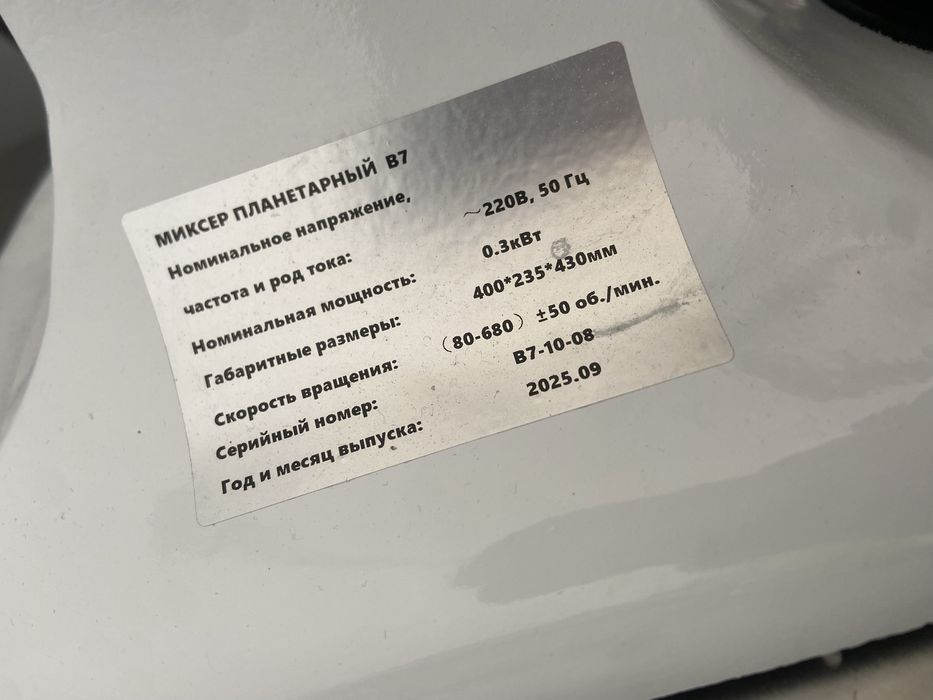 МИКСЕР ПЛАНЕТАРНЫЙ В7
Номинальное напряжение,
частота и род тока: ~220В, 50 Гц
Номинальная мощность: 0.3кВт
Габаритные размеры: 400*235*430мм
Скорость вращения: （80-680） ±50 об./мин.
Серийный номер: B7-10-08
Год и месяц выпуска: 2025.09